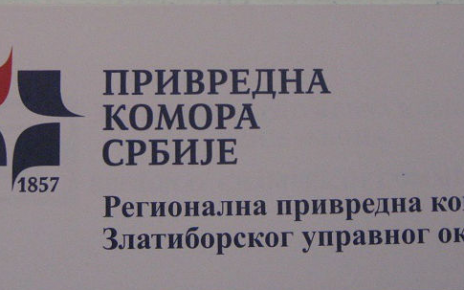 ПРИВРЕДНА
КОМОРА
СРБИЈЕ
1857
Регионална привредна
Златиборског управног